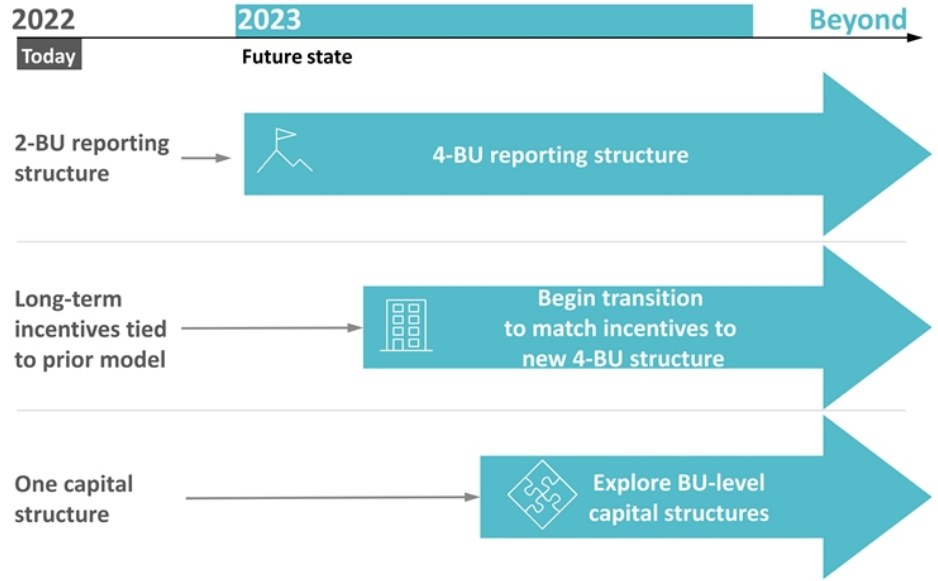 2022
2023
Beyond
Today
Future state
2-BU reporting
structure
4-BU reporting structure
Long-term
incentives tied
to prior model
Begin transition
to match incentives to
new 4-BU structure
One capital
structure
Explore BU-level
capital structures